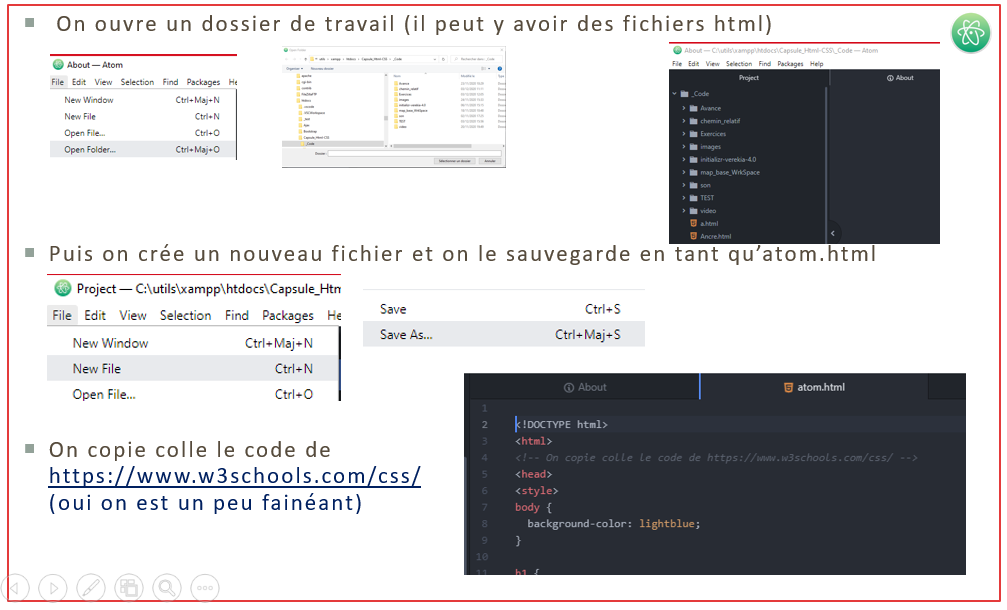 On ouvre un dossier de travail (il peut y avoir des fichiers html)
About — Atom
File Edit View Selection Find Packages He
New Window Ctrl+Maj+N
New File Ctrl+N
Open File... Ctrl+O
Open Folder... Ctrl+Maj+O
About — C:\utils\xampp\htdocs\Capsule_Html-CSS\_Code — Atom
File Edit View Selection Find Packages Help
Project
About
_Code
Avance
chemin_relatif
Exercices
images
initializr-verekia-4.0
map_base_WrkSpace
son
TEST
video
a.html
Ancre.html
Puis on crée un nouveau fichier et on le sauvegarde en tant qu’atom.html
Project — C:\utils\xampp\htdocs\Capsule_Htm
File Edit View Selection Find Packages He
New Window Ctrl+Maj+N
New File Ctrl+N
Open File... Ctrl+O
Save Ctrl+S
Save As... Ctrl+Maj+S
About
atom.html
1
2 <!DOCTYPE html>
3 <html>
4 <!-- On copie colle le code de https://www.w3schools.com/css/ -->
5 <head>
6 <style>
7 body {
8 background-color: lightblue;
9 }
10
11 h1 {
On copie colle le code de
https://www.w3schools.com/css/
(oui on est un peu fainéant)